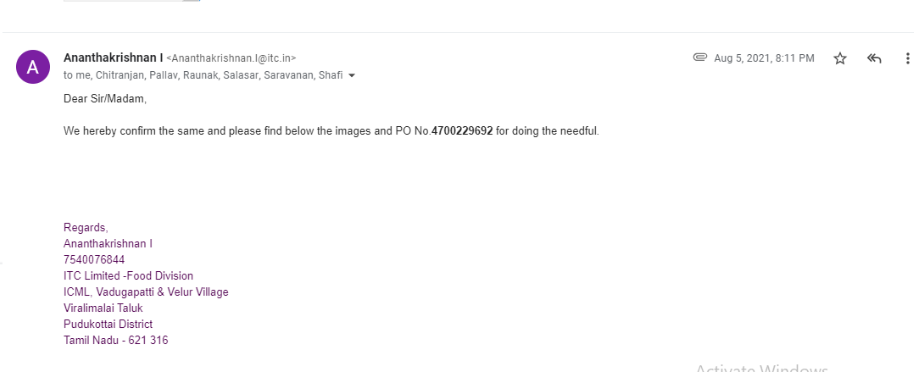 A
Ananthakrishnan I <Ananthakrishnan.I@itc.in>
Aug 5, 2021, 8:11 PM
to me, Chitranjan, Pallav, Raunak, Salasar, Saravanan, Shafi
Dear Sir/Madam,
We hereby confirm the same and please find below the images and PO No.4700229692 for doing the needful.
Regards,
Ananthakrishnan I
7540076844
ITC Limited -Food Division
ICML, Vadugapatti & Velur Village
Viralimalai Taluk
Pudukottai District
Tamil Nadu - 621 316
Activate Windows